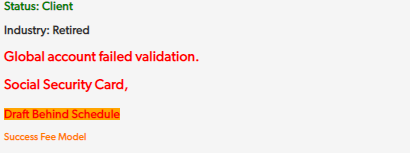 Status: Client
Industry: Retired
Global account failed validation.
Social Security Card,
Draft Behind Schedule
Success Fee Model